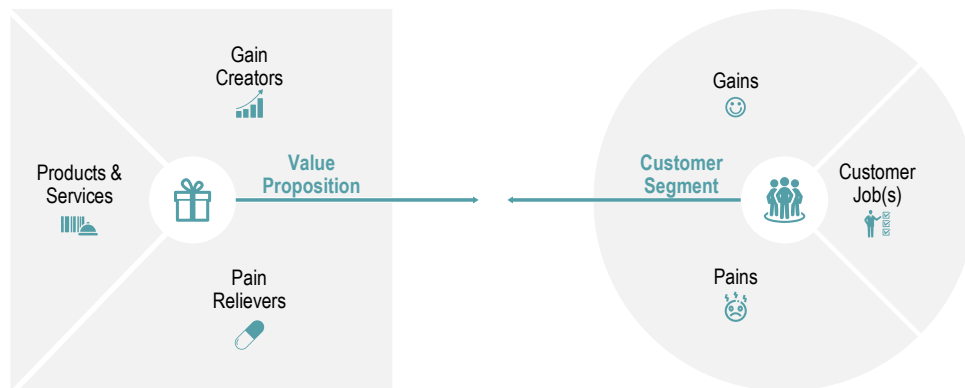 Gain
Creators
Products &
Services
Value
Proposition
Pain
Relievers
Gains
Customer
Segment
Customer
Job(s)
Pains